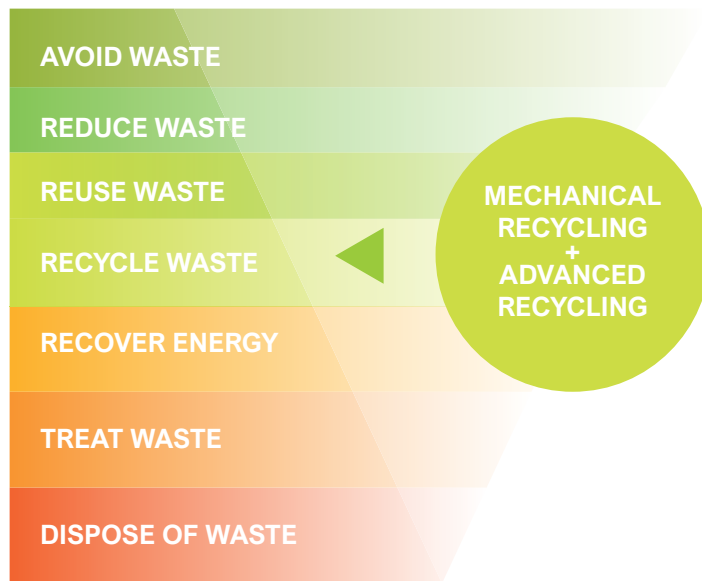 AVOID WASTE
REDUCE WASTE
REUSE WASTE
RECYCLE WASTE
RECOVER ENERGY
TREAT WASTE
DISPOSE OF WASTE
MECHANICAL
RECYCLING
+
ADVANCED
RECYCLING